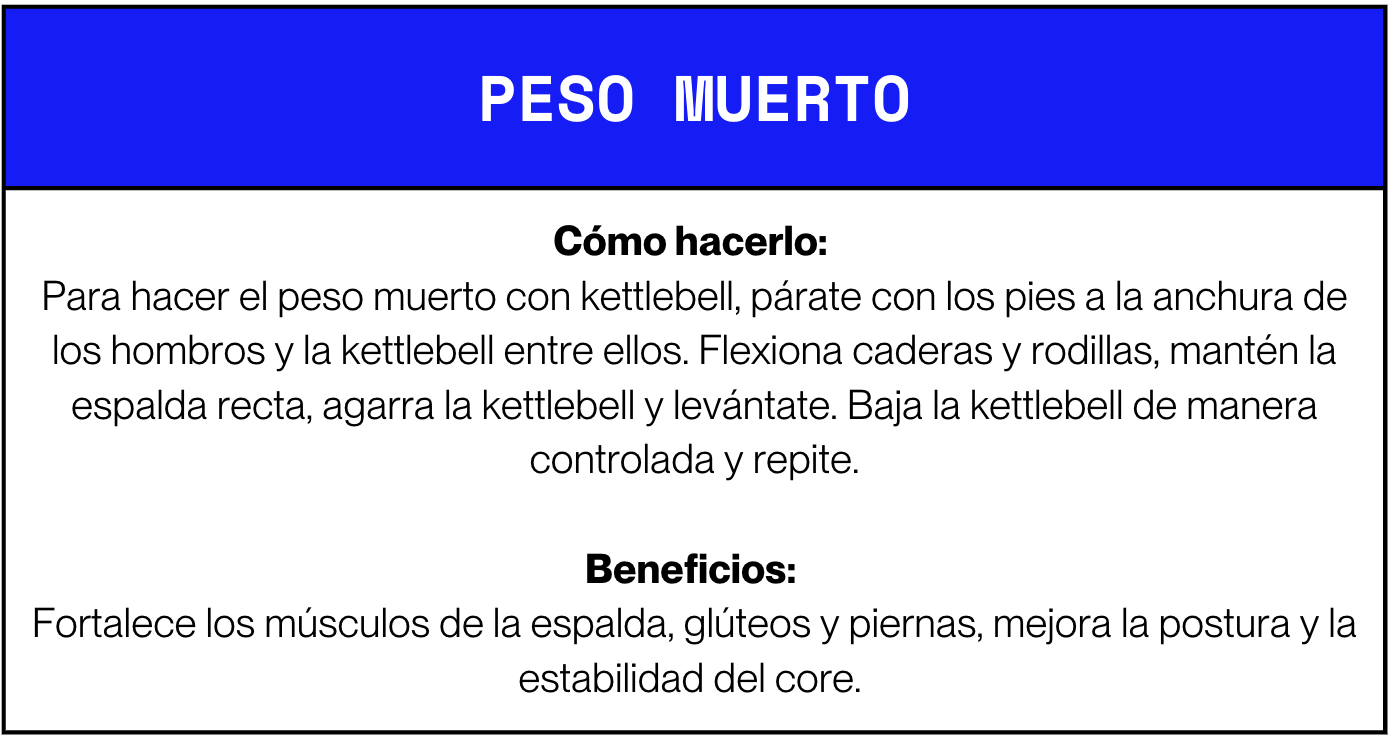 PESO MUERTO
Cómo hacerlo:
Para hacer el peso muerto con kettlebell, párate con los pies a la anchura de
los hombros y la kettlebell entre ellos. Flexiona caderas y rodillas, mantén la
espalda recta, agarra la kettlebell y levántate. Baja la kettlebell de manera
controlada y repite.
Beneficios:
Fortalece los músculos de la espalda, glúteos y piernas, mejora la postura y la
estabilidad del core.